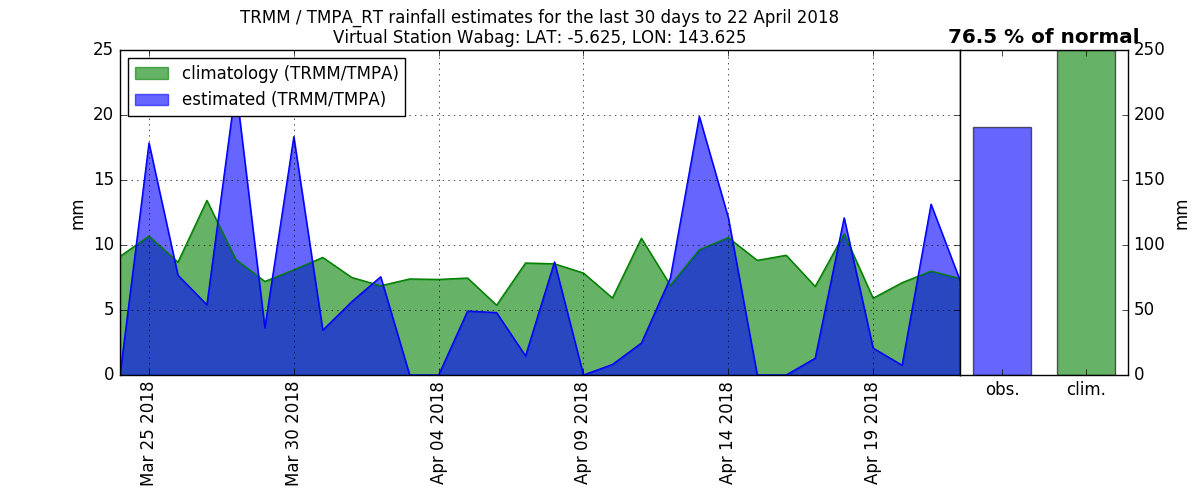 TRMM / TMPA_RT rainfall estimates for the last 30 days to 22 April 2018
Virtual Station Wabag: LAT: -5.625, LON: 143.625
76.5 % of normal
climatology (TRMM/TMPA)
estimated (TRMM/TMPA)
25
20
15
10
5
0
mm
250
200
150
100
50
0
mm
Mar 25 2018
Mar 30 2018
Apr 04 2018
Apr 09 2018
Apr 14 2018
Apr 19 2018
obs.
clim.